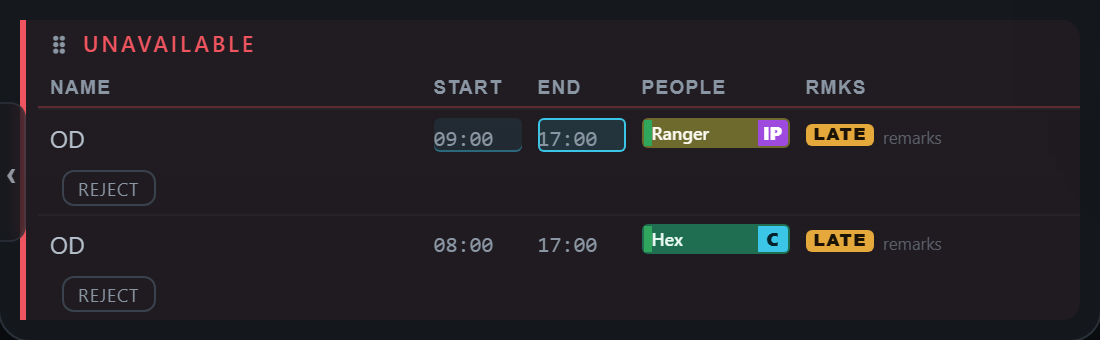 UNAVAILABLE
NAME START END PEOPLE RMKS
OD 09:00 17:00 Ranger IP LATE remarks
REJECT
OD 08:00 17:00 Hex C LATE remarks
REJECT